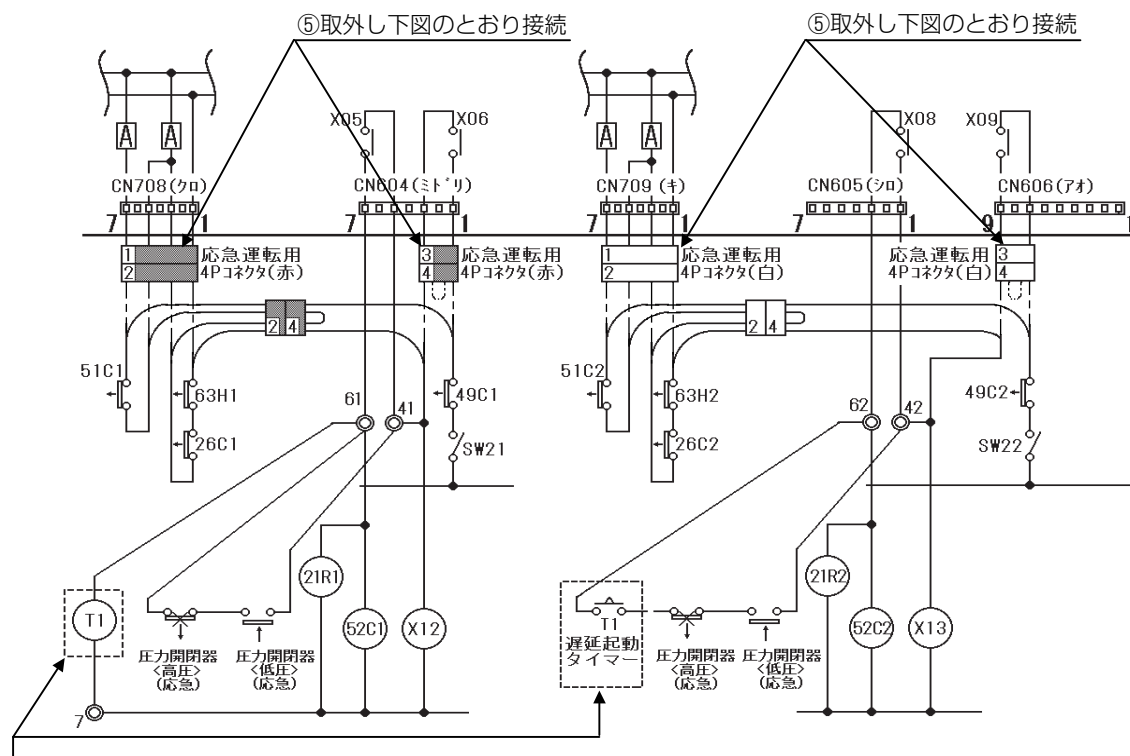 ⑤取外し下図のとおり接続
⑤取外し下図のとおり接続
A
A
X05
X06
A
A
X08
X09
CN708(クロ)
CN604(ミドリ)
CN709(キ)
CN605(シロ)
CN606(アオ)
7
1
7
1
7
1
7
1
9
1
1
2
応急運転用
4Pコネクタ(赤)
3
4
応急運転用
4Pコネクタ(赤)
1
2
応急運転用
4Pコネクタ(白)
3
4
応急運転用
4Pコネクタ(白)
2
4
2
4
51C1
63H1
26C1
61
41
49C1
SW21
51C2
63H2
26C2
62
42
49C2
SW22
T1
21R1
52C1
X12
圧力開閉器
<高圧>
(応急)
圧力開閉器
<低圧>
(応急)
7
T1
遅延起動
タイマー
圧力開閉器
<高圧>
(応急)
圧力開閉器
<低圧>
(応急)
21R2
52C2
X13